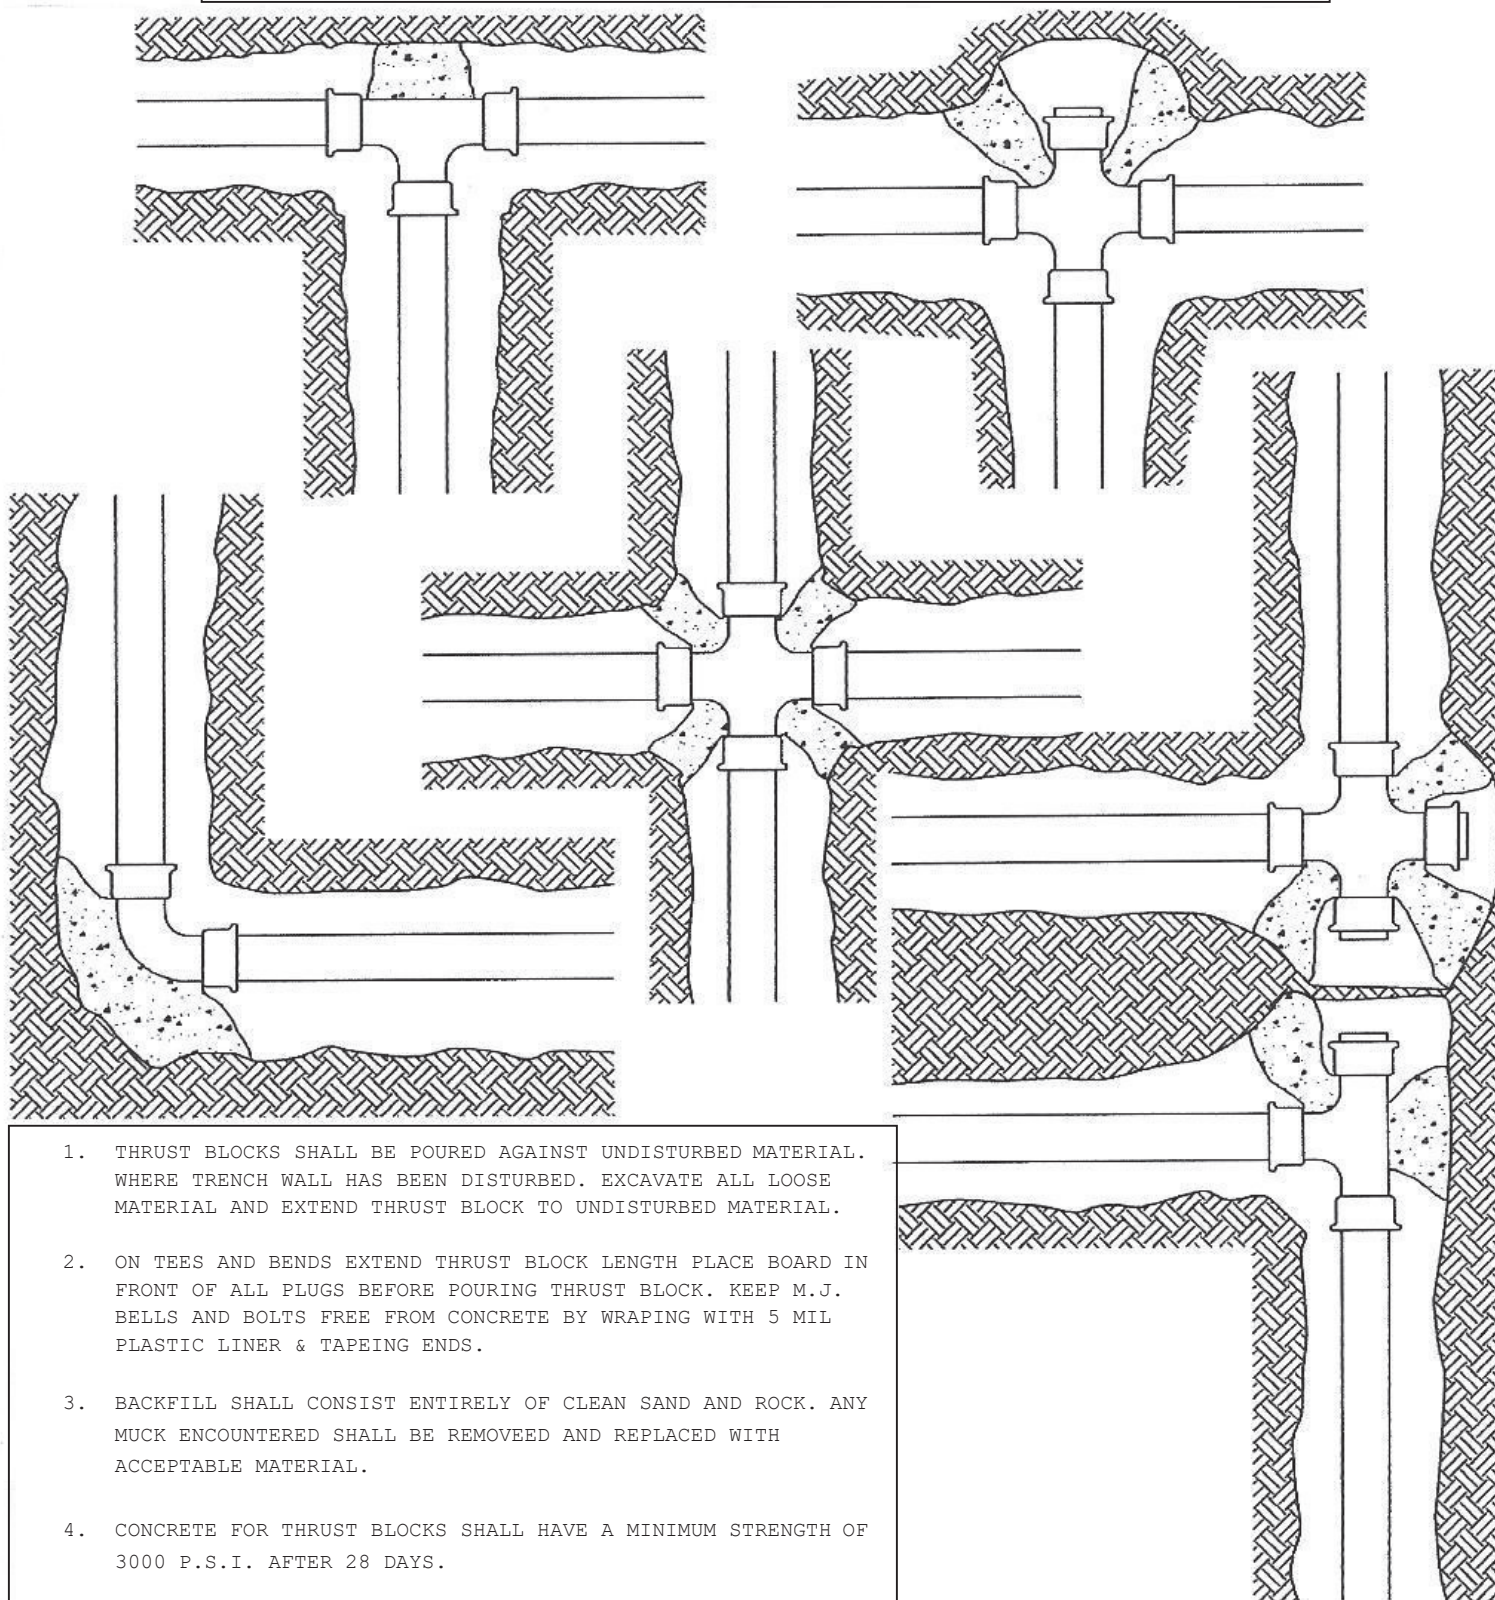 1. THRUST BLOCKS SHALL BE POURED AGAINST UNDISTURBED MATERIAL.
WHERE TRENCH WALL HAS BEEN DISTURBED. EXCAVATE ALL LOOSE
MATERIAL AND EXTEND THRUST BLOCK TO UNDISTURBED MATERIAL.
2. ON TEES AND BENDS EXTEND THRUST BLOCK LENGTH PLACE BOARD IN
FRONT OF ALL PLUGS BEFORE POURING THRUST BLOCK. KEEP M.J.
BELLS AND BOLTS FREE FROM CONCRETE BY WRAPING WITH 5 MIL
PLASTIC LINER & TAPEING ENDS.
3. BACKFILL SHALL CONSIST ENTIRELY OF CLEAN SAND AND ROCK. ANY
MUCK ENCOUNTERED SHALL BE REMOVEED AND REPLACED WITH
ACCEPTABLE MATERIAL.
4. CONCRETE FOR THRUST BLOCKS SHALL HAVE A MINIMUM STRENGTH OF
3000 P.S.I. AFTER 28 DAYS.